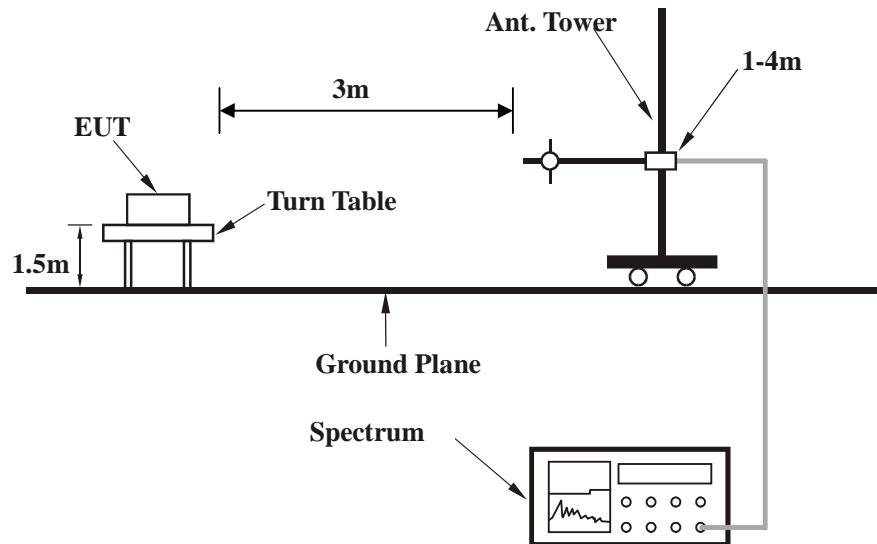 Ant. Tower
1-4m
3m
EUT
Turn Table
1.5m
Ground Plane
Spectrum